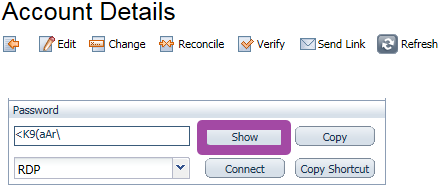 Account Details
Edit Change Reconcile Verify Send Link Refresh
Password
<K9(aAr\ Show Copy
RDP Connect Copy Shortcut